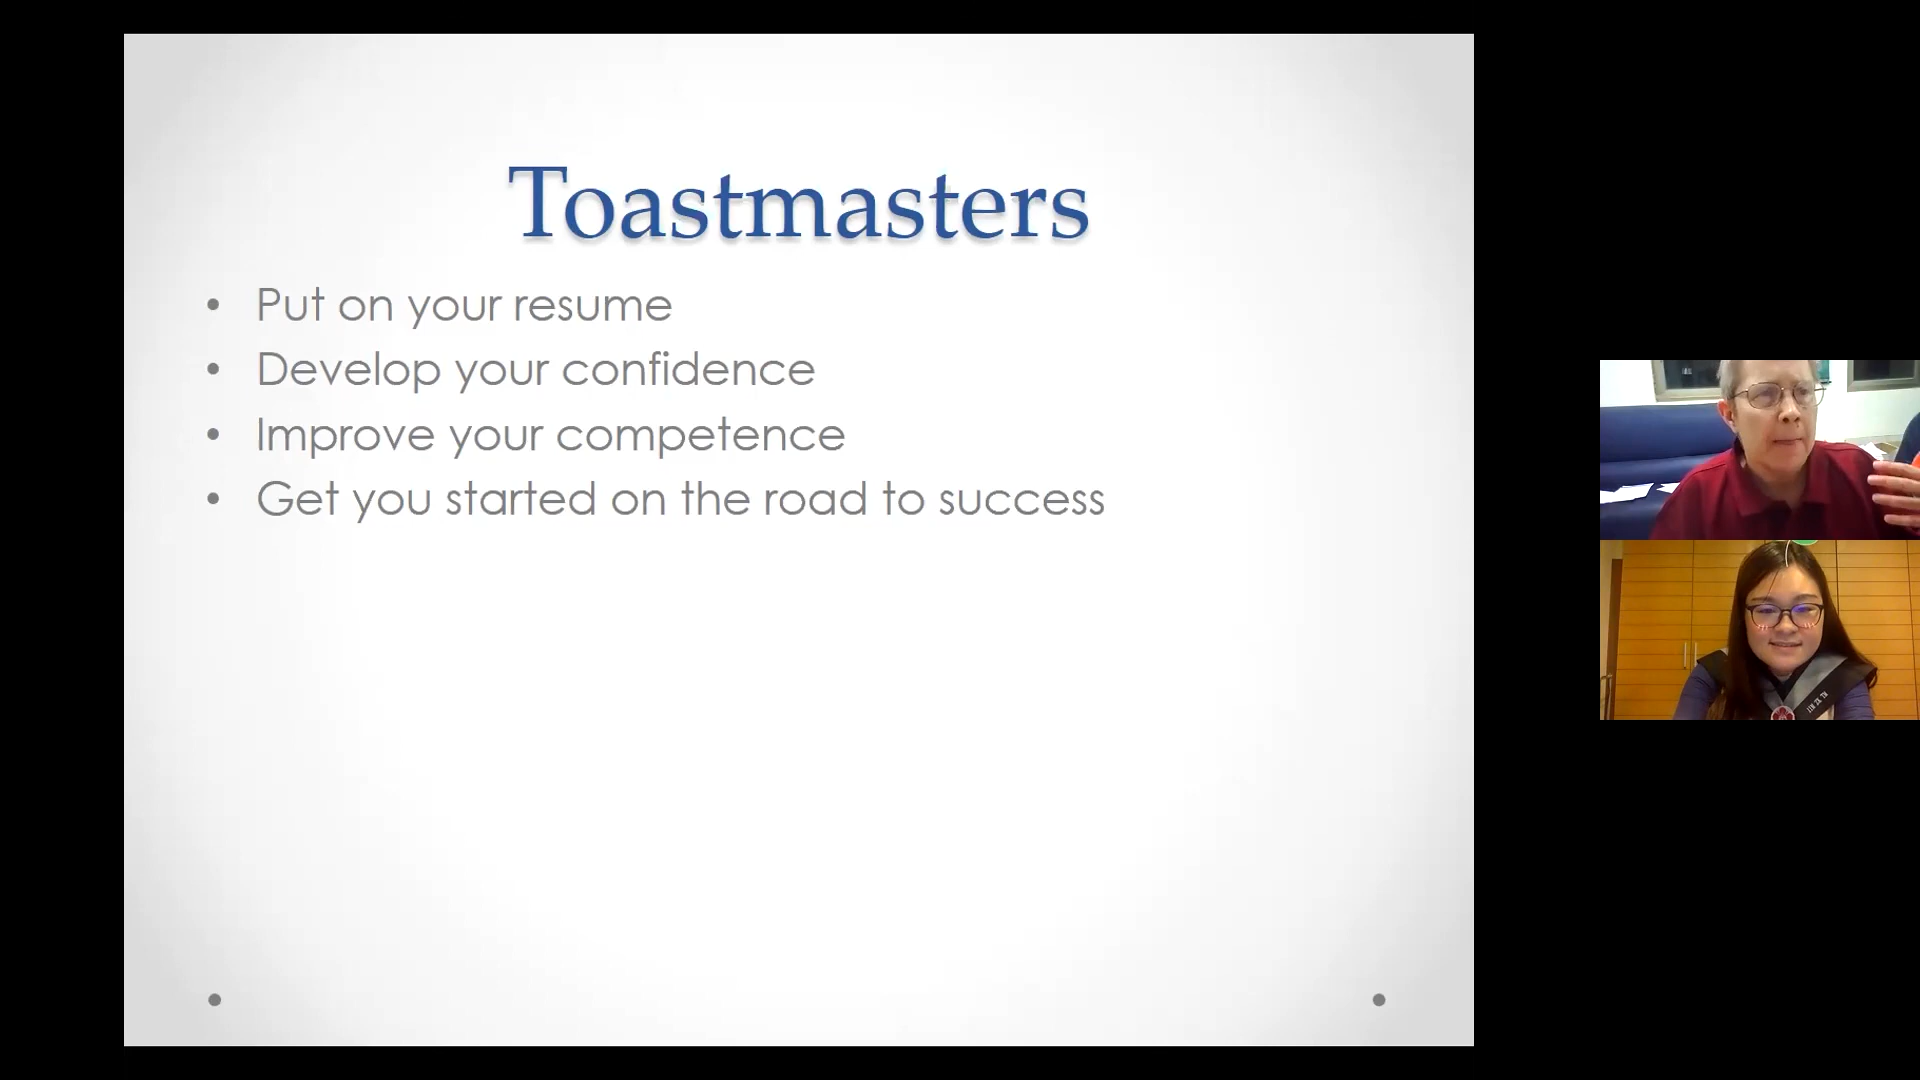 Toastmasters
• Put on your resume
• Develop your confidence
• Improve your competence
• Get you started on the road to success